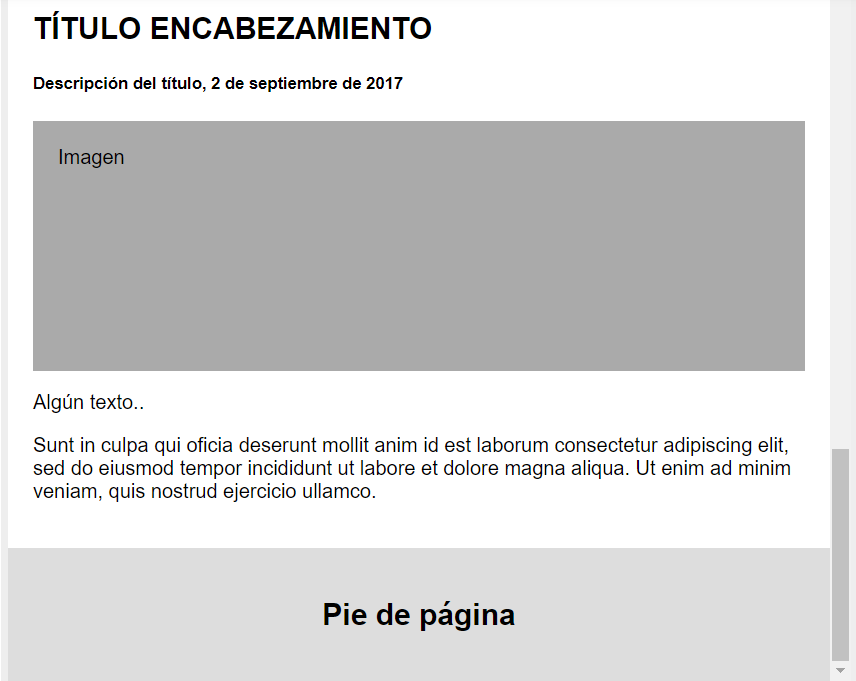 TÍTULO ENCABEZAMIENTO
Descripción del título, 2 de septiembre de 2017
Imagen
Algún texto..
Sunt in culpa qui oficia deserunt mollit anim id est laborum consectetur adipiscing elit,
sed do eiusmod tempor incididunt ut labore et dolore magna aliqua. Ut enim ad minim
veniam, quis nostrud ejercicio ullamco.
Pie de página